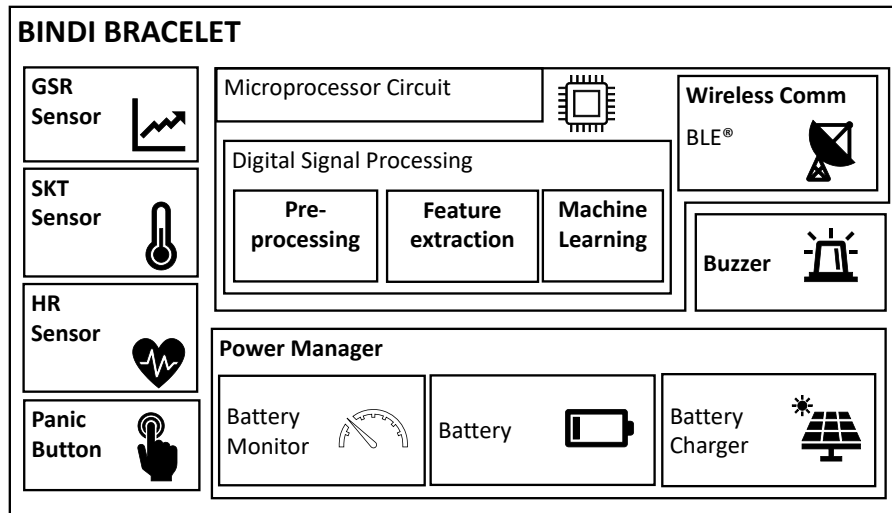 BINDI BRACELET
GSR
Sensor
SKT
Sensor
HR
Sensor
Panic
Button
Microprocessor Circuit
Digital Signal Processing
Pre-
processing
Feature
extraction
Machine
Learning
Wireless Comm
BLE®
Buzzer
Power Manager
Battery
Monitor
Battery
Battery
Charger